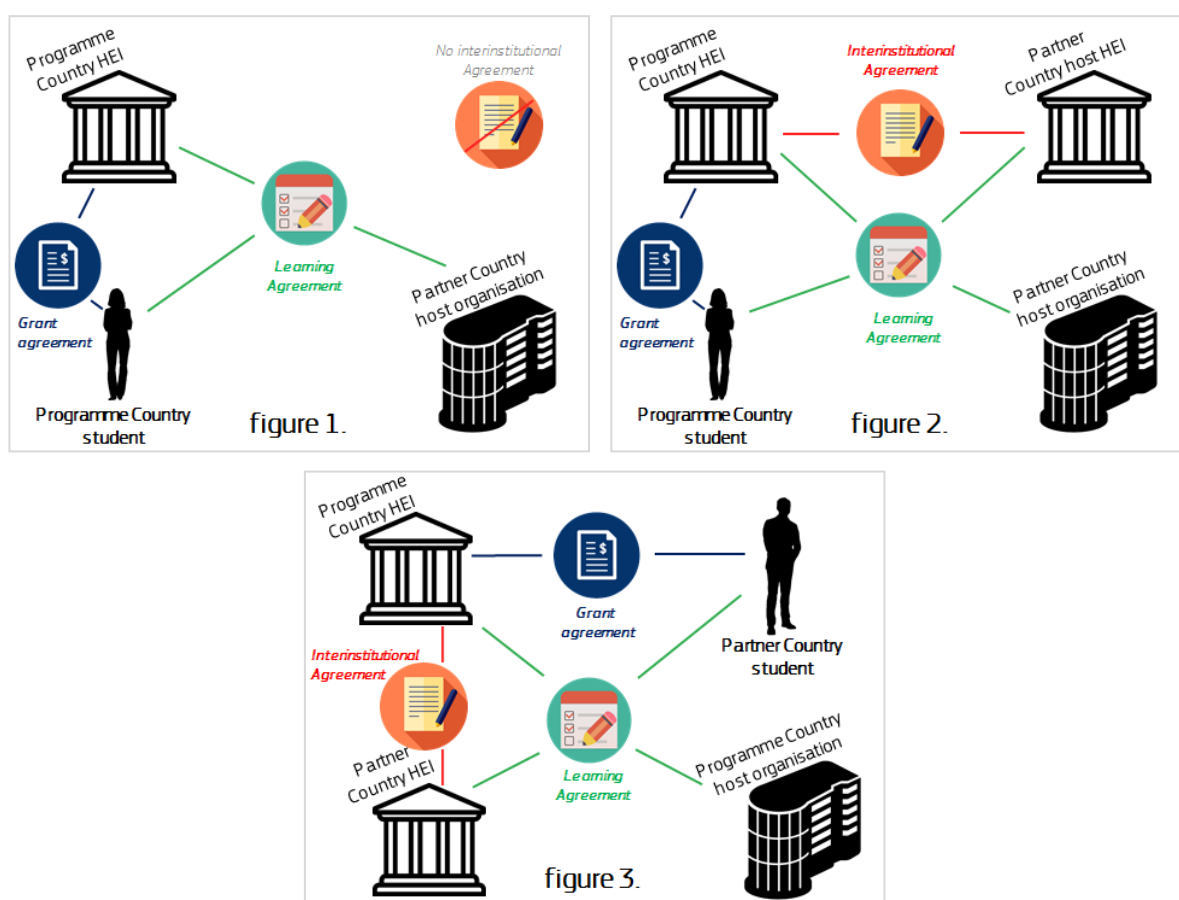 Programme
Country HEI
No interinstitutional
Agreement
Learning
Agreement
Grant
agreement
Partner Country
host organisation
Programme Country
student
figure 1.
Programme
Country HEI
Interinstitutional
Agreement
Partner
Country host HEI
Learning
Agreement
Grant
agreement
Partner Country
host organisation
Programme Country
student
figure 2.
Programme
Country HEI
$
Grant
agreement
Partner Country
student
Interinstitutional
Agreement
Partner
Country HEI
Learning
Agreement
Programme Country
host organisation
figure 3.